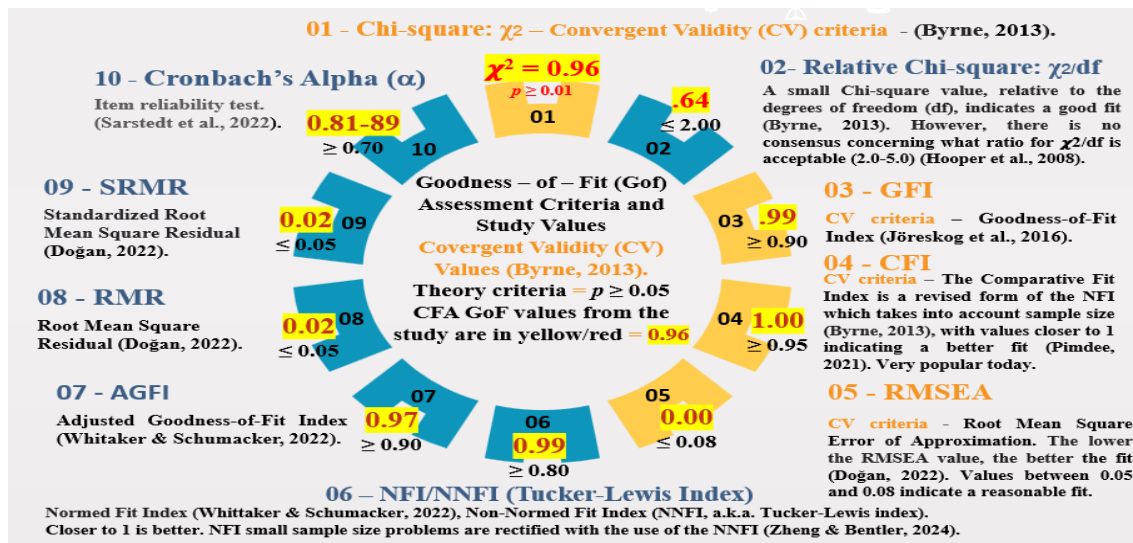 01 - Chi-square: χ2 – Convergent Validity (CV) criteria - (Byrne, 2013).
10 - Cronbach's Alpha (α)
Item reliability test.
(Sarstedt et al., 2022).
0.81-89
≥ 0.70
10
χ² = 0.96
p ≥ 0.01
01
.64
≤ 2.00
02
02- Relative Chi-square: χ2/df
A small Chi-square value, relative to the
degrees of freedom (df), indicates a good fit
(Byrne, 2013). However, there is no
consensus concerning what ratio for χ2/df is
acceptable (2.0-5.0) (Hooper et al., 2008).
09 - SRMR
Standardized Root
Mean Square Residual
(Doğan, 2022).
0.02
≤ 0.05
09
Goodness – of – Fit (Gof)
Assessment Criteria and
Study Values
Covergent Validity (CV)
Values (Byrne, 2013).
Theory criteria = p ≥ 0.05
CFA GoF values from the
study are in yellow/red = 0.96
03
.99
≥ 0.90
03 - GFI
CV criteria – Goodness-of-Fit
Index (Jöreskog et al., 2016).
04 - CFI
CV criteria – The Comparative Fit
Index is a revised form of the NFI
which takes into account sample size
(Byrne, 2013), with values closer to 1
indicating a better fit (Pimdee,
2021). Very popular today.
04
1.00
≥ 0.95
08 - RMR
Root Mean Square
Residual (Doğan, 2022).
0.02
≤ 0.05
08
07 - AGFI
Adjusted Goodness-of-Fit Index
(Whitaker & Schumacker, 2022).
07
0.97
≥ 0.90
06
0.99
≥ 0.80
05
0.00
≤ 0.08
05 - RMSEA
CV criteria - Root Mean Square
Error of Approximation. The lower
the RMSEA value, the better the fit
(Doğan, 2022). Values between 0.05
and 0.08 indicate a reasonable fit.
06 – NFI/NNFI (Tucker-Lewis Index)
Normed Fit Index (Whittaker & Schumacker, 2022), Non-Normed Fit Index (NNFI, a.k.a. Tucker-Lewis index).
Closer to 1 is better. NFI small sample size problems are rectified with the use of the NNFI (Zheng & Bentler, 2024).